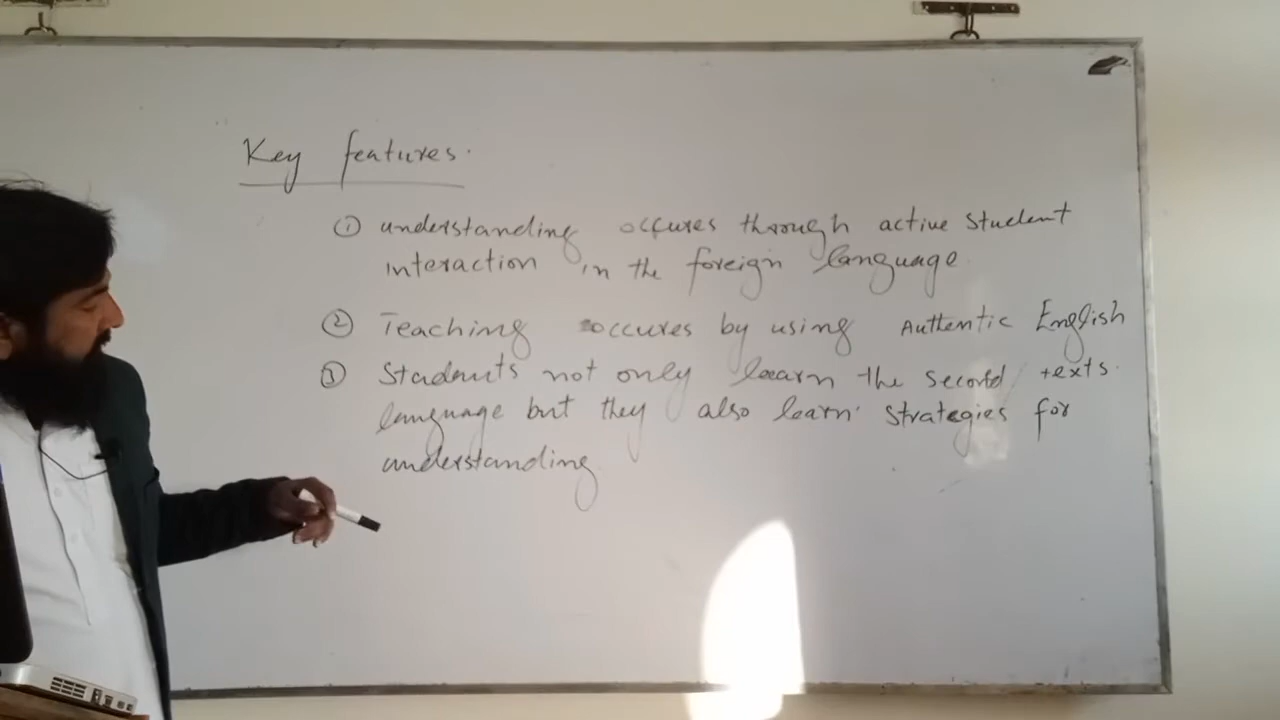 Key features.
① understanding occures through active student
interaction in the foreign language.
② Teaching occures by using Authentic English
texts.
③ Students not only learn the second
language but they also learn strategies for
understanding.